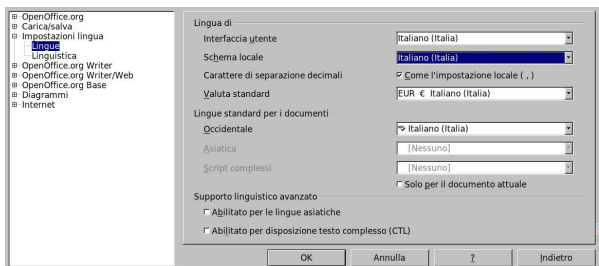 OpenOffice.org
Carica/salva
Impostazioni lingua
Lingue
Linguistica
OpenOffice.org Writer
OpenOffice.org Writer/Web
OpenOffice.org Base
Diagrammi
Internet
Lingua di
Interfaccia utente Italiano (Italia)
Schema locale Italiano (Italia)
Carattere di separazione decimali Come l'impostazione locale ( , )
Valuta standard EUR € Italiano (Italia)
Lingue standard per i documenti
Occidentale Italiano (Italia)
Asiatica [Nessuno]
Script complessi [Nessuno]
Solo per il documento attuale
Supporto linguistico avanzato
Abilitato per le lingue asiatiche
Abilitato per disposizione testo complesso (CTL)
OK Annulla ? Indietro